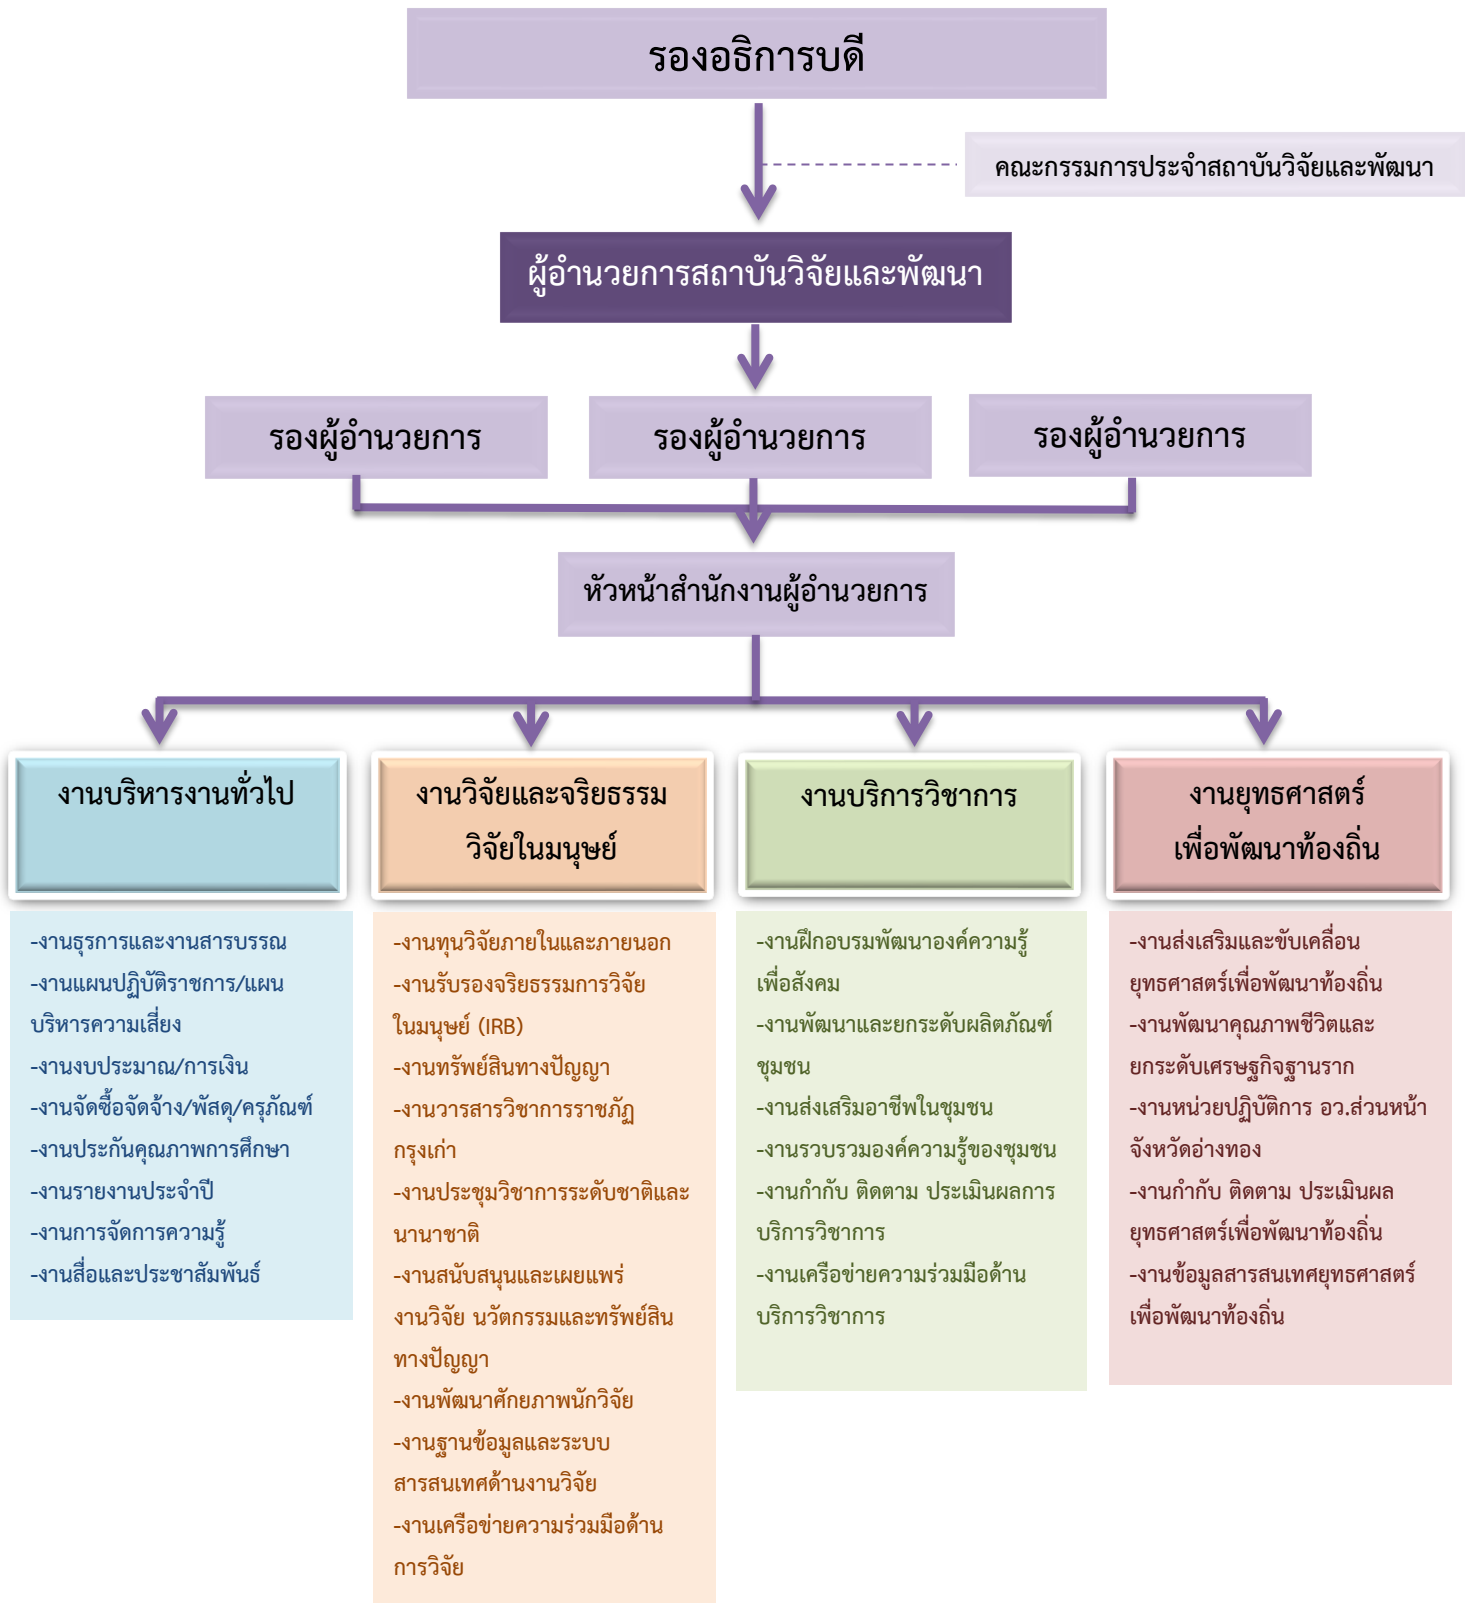 รองอธิการบดี
คณะกรรมการประจำสถาบันวิจัยและพัฒนา
ผู้อำนวยการสถาบันวิจัยและพัฒนา
รองผู้อำนวยการ
รองผู้อำนวยการ
รองผู้อำนวยการ
หัวหน้าสำนักงานผู้อำนวยการ
งานบริหารงานทั่วไป
-งานธุรการและงานสารบรรณ
-งานแผนปฏิบัติราชการ/แผน
บริหารความเสี่ยง
-งานงบประมาณ/การเงิน
-งานจัดซื้อจัดจ้าง/พัสดุ/ครุภัณฑ์
-งานประกันคุณภาพการศึกษา
-งานรายงานประจำปี
-งานการจัดการความรู้
-งานสื่อและประชาสัมพันธ์
งานวิจัยและจริยธรรม
วิจัยในมนุษย์
-งานทุนวิจัยภายในและภายนอก
-งานรับรองจริยธรรมการวิจัย
ในมนุษย์ (IRB)
-งานทรัพย์สินทางปัญญา
-งานวารสารวิชาการราชภัฏ
กรุงเก่า
-งานประชุมวิชาการระดับชาติและ
นานาชาติ
-งานสนับสนุนและเผยแพร่
งานวิจัย นวัตกรรมและทรัพย์สิน
ทางปัญญา
-งานพัฒนาศักยภาพนักวิจัย
-งานฐานข้อมูลและระบบ
สารสนเทศด้านงานวิจัย
-งานเครือข่ายความร่วมมือด้าน
การวิจัย
งานบริการวิชาการ
-งานฝึกอบรมพัฒนาองค์ความรู้
เพื่อสังคม
-งานพัฒนาและยกระดับผลิตภัณฑ์
ชุมชน
-งานส่งเสริมอาชีพในชุมชน
-งานรวบรวมองค์ความรู้ของชุมชน
-งานกำกับ ติดตาม ประเมินผลการ
บริการวิชาการ
-งานเครือข่ายความร่วมมือด้าน
บริการวิชาการ
งานยุทธศาสตร์
เพื่อพัฒนาท้องถิ่น
-งานส่งเสริมและขับเคลื่อน
ยุทธศาสตร์เพื่อพัฒนาท้องถิ่น
-งานพัฒนาคุณภาพชีวิตและ
ยกระดับเศรษฐกิจฐานราก
-งานหน่วยปฏิบัติการ อว.ส่วนหน้า
จังหวัดอ่างทอง
-งานกำกับ ติดตาม ประเมินผล
ยุทธศาสตร์เพื่อพัฒนาท้องถิ่น
-งานข้อมูลสารสนเทศยุทธศาสตร์
เพื่อพัฒนาท้องถิ่น